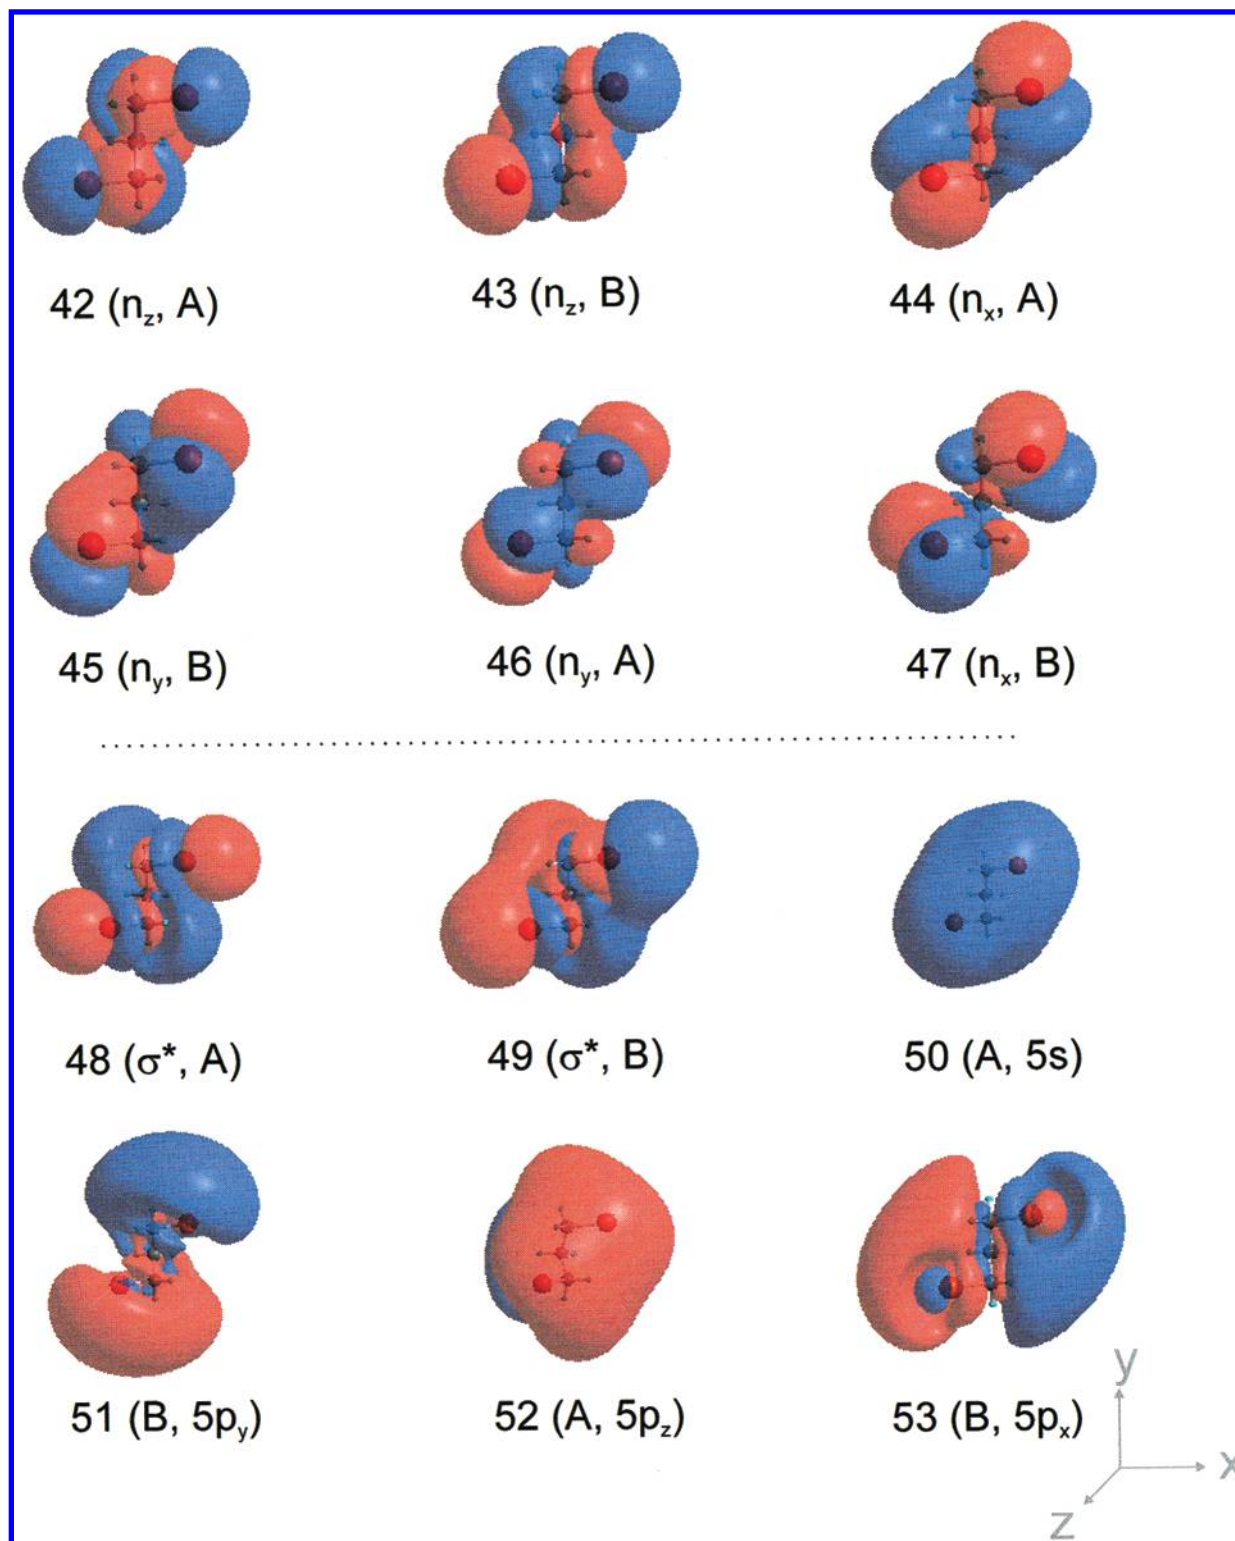 42 (n_z, A) 43 (n_z, B) 44 (n_x, A)
45 (n_y, B) 46 (n_y, A) 47 (n_x, B)
48 (σ*, A) 49 (σ*, B) 50 (A, 5s)
51 (B, 5p_y) 52 (A, 5p_z) 53 (B, 5p_x)
y
x
z